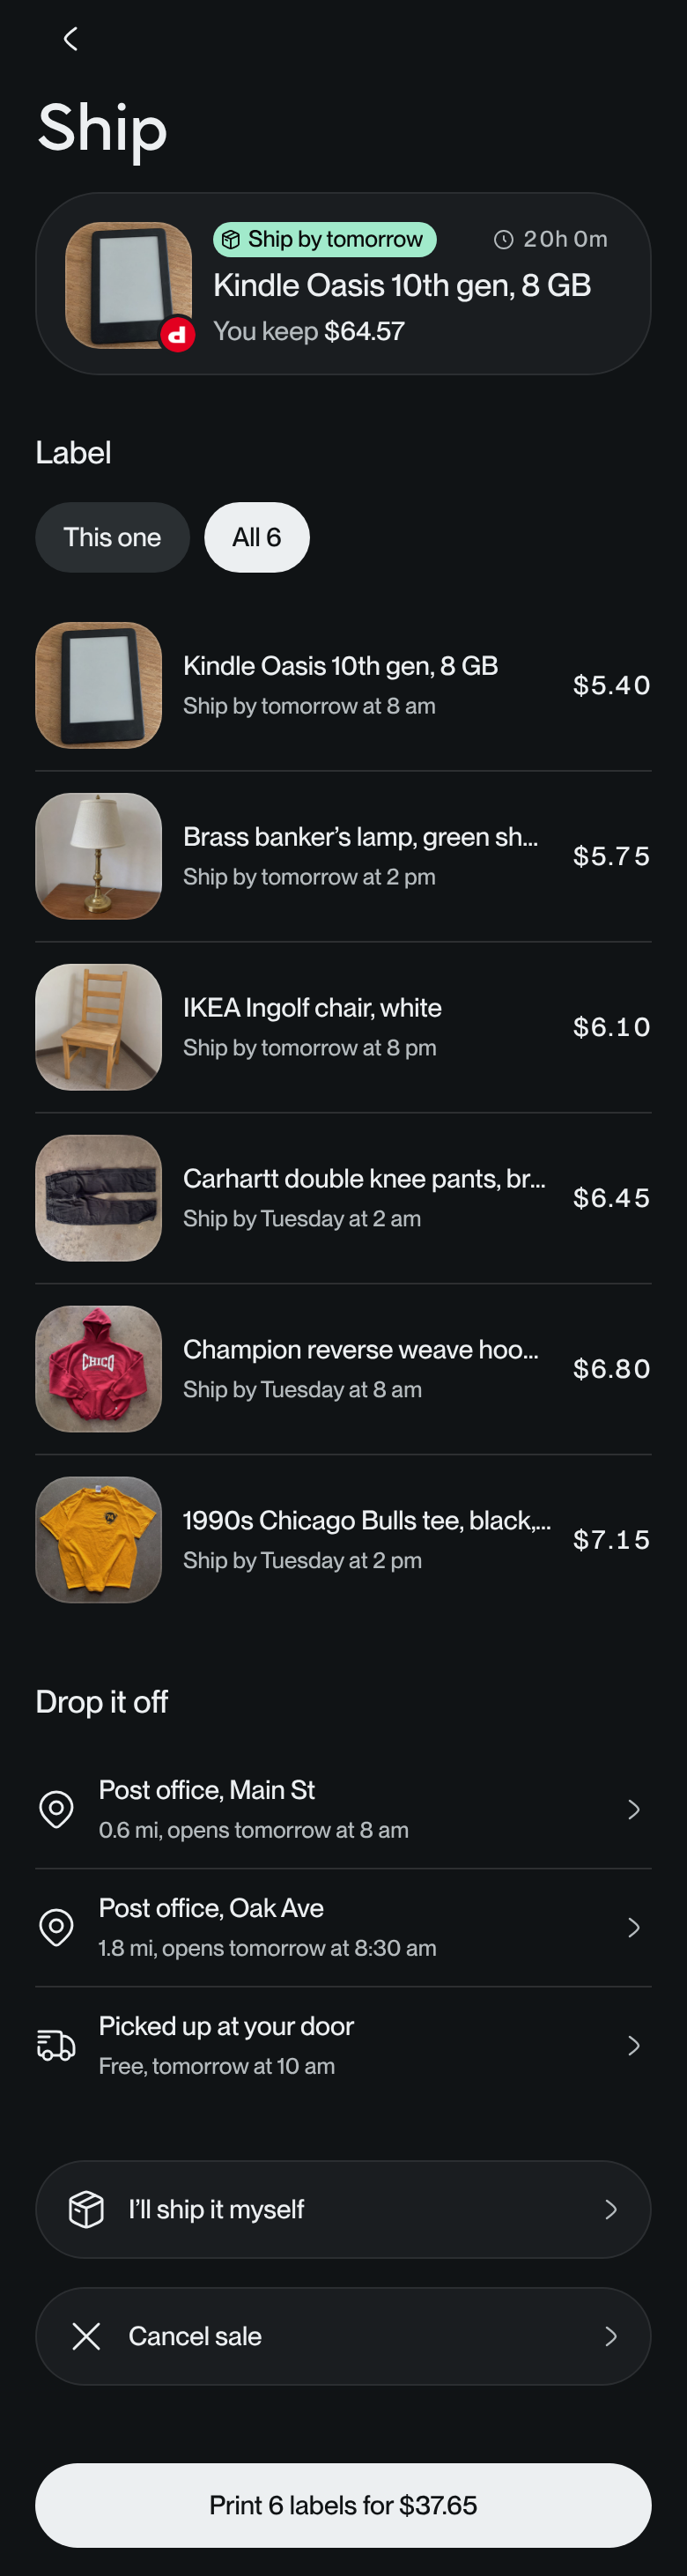 Ship
Ship by tomorrow
20h 0m
Kindle Oasis 10th gen, 8 GB
You keep $64.57
Label
This one
All 6
Kindle Oasis 10th gen, 8 GB
Ship by tomorrow at 8 am
$5.40
Brass banker’s lamp, green sh...
Ship by tomorrow at 2 pm
$5.75
IKEA Ingolf chair, white
Ship by tomorrow at 8 pm
$6.10
Carhartt double knee pants, br...
Ship by Tuesday at 2 am
$6.45
CHICO
Champion reverse weave hoo...
Ship by Tuesday at 8 am
$6.80
1990s Chicago Bulls tee, black,...
Ship by Tuesday at 2 pm
$7.15
Drop it off
Post office, Main St
0.6 mi, opens tomorrow at 8 am
Post office, Oak Ave
1.8 mi, opens tomorrow at 8:30 am
Picked up at your door
Free, tomorrow at 10 am
I’ll ship it myself
Cancel sale
Print 6 labels for $37.65